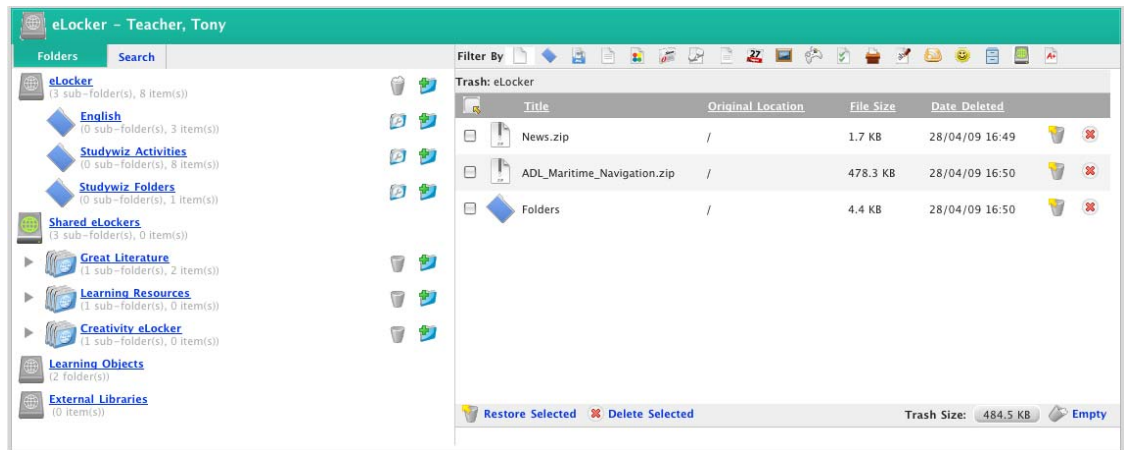 eLocker – Teacher, Tony
Folders Search
eLocker
(3 sub-folder(s), 8 item(s))
English
(0 sub-folder(s), 3 item(s))
Studywiz Activities
(0 sub-folder(s), 8 item(s))
Studywiz Folders
(0 sub-folder(s), 1 item(s))
Shared eLockers
(3 sub-folder(s), 0 item(s))
Great Literature
(1 sub-folder(s), 2 item(s))
Learning Resources
(1 sub-folder(s), 0 item(s))
Creativity eLocker
(1 sub-folder(s), 0 item(s))
Learning Objects
(2 folder(s))
External Libraries
(0 item(s))
Filter By 27 A+
Trash: eLocker
Title Original Location File Size Date Deleted
News.zip / 1.7 KB 28/04/09 16:49
ADL_Maritime_Navigation.zip / 478.3 KB 28/04/09 16:50
Folders / 4.4 KB 28/04/09 16:50
Restore Selected Delete Selected Trash Size: 484.5 KB Empty